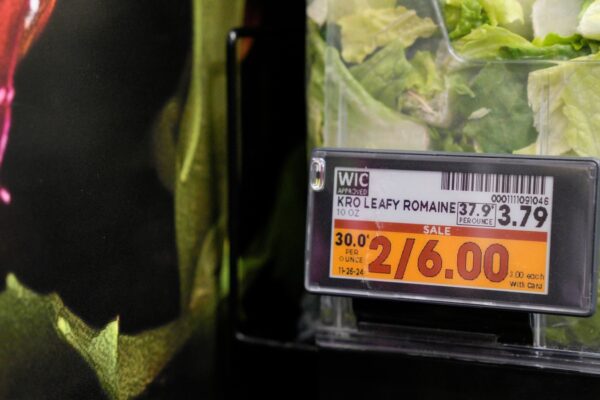 WIC
APPROVED
00001111091046
KRO LEAFY ROMAINE 37.9¢ 3.79
10 OZ PER OUNCE
SALE
30.0¢ 2/6.00
PER
OUNCE
11-26-24 3.00 each
With Card